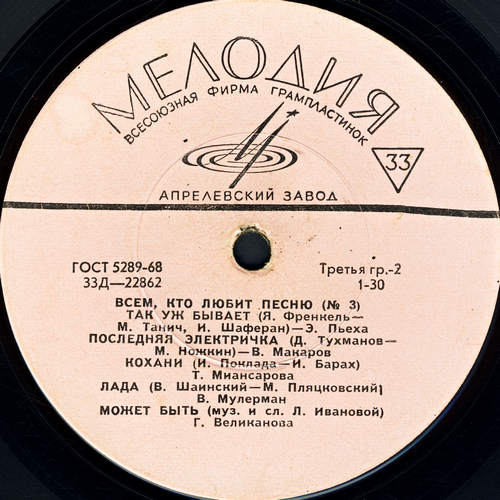 МЕЛОДИЯ
ВСЕСОЮЗНАЯ ФИРМА ГРАМПЛАСТИНОК
33
АПРЕЛЕВСКИЙ ЗАВОД
ГОСТ 5289-68
33Д—22862
Третья гр.-2
1-30
ВСЕМ, КТО ЛЮБИТ ПЕСНЮ (№ 3)
ТАК УЖ БЫВАЕТ (Я. Френкель—
М. Танич, И. Шаферан)—Э. Пьеха
ПОСЛЕДНЯЯ ЭЛЕКТРИЧКА (Д. Тухманов—
М. Ножкин)—В. Макаров
КОХАНИ (И. Поклада—И. Барах)
Т. Миансарова
ЛАДА (В. Шаинский—М. Пляцковский)
В. Мулерман
МОЖЕТ БЫТЬ (муз. и сл. Л. Ивановой)
Г. Великанова